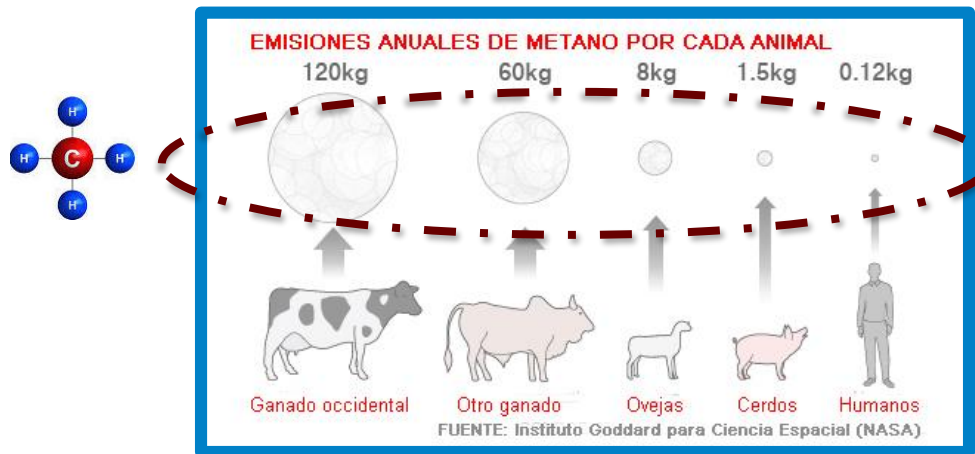 EMISIONES ANUALES DE METANO POR CADA ANIMAL
120kg 60kg 8kg 1.5kg 0.12kg
H
H C H
H
Ganado occidental Otro ganado Ovejas Cerdos Humanos
FUENTE: Instituto Goddard para Ciencia Espacial (NASA)